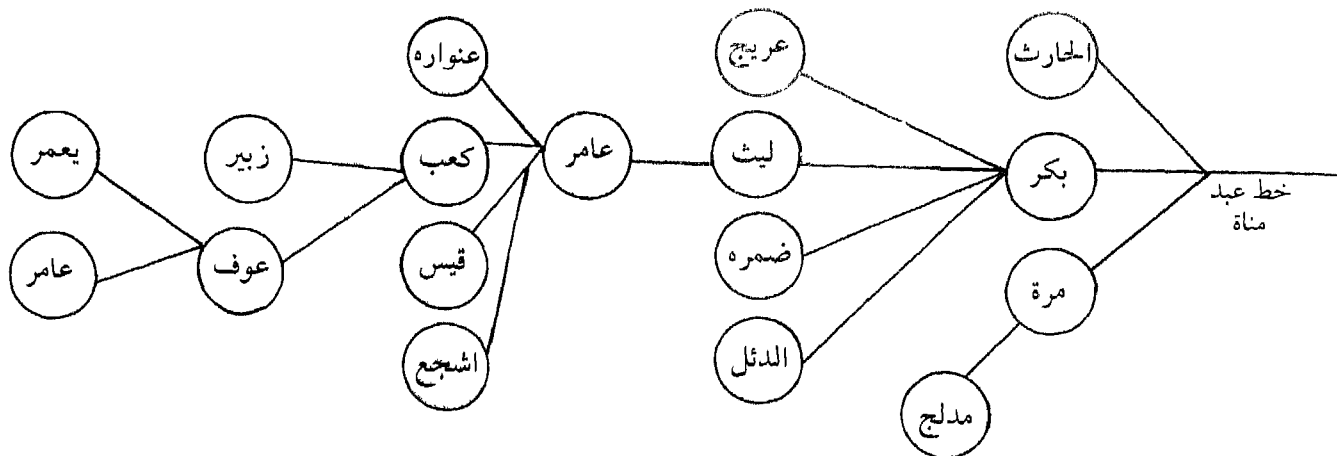 الحارث
بكر
خط عبد
مناة
مرة
مدلج
عريج
ليث
ضمره
الدئل
عامر
عنواره
كعب
قيس
اشجع
زبير
عوف
يعمر
عامر